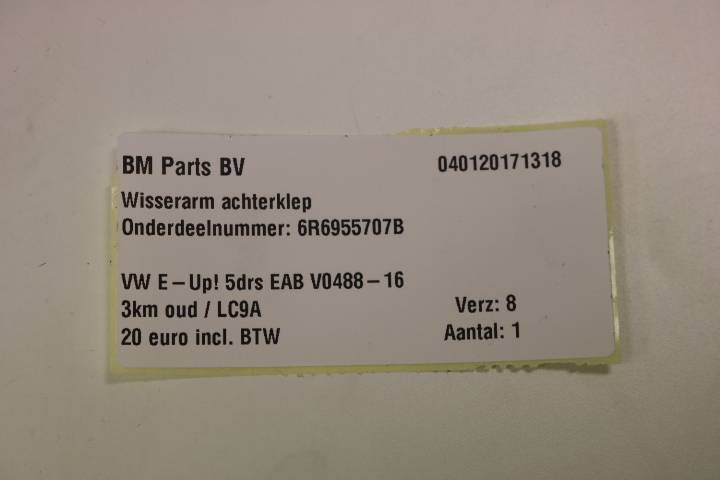 BM Parts BV 040120171318
Wisserarm achterklep
Onderdeelnummer: 6R6955707B
VW E-Up! 5drs EAB V0488-16
3km oud / LC9A Verz: 8
20 euro incl. BTW Aantal: 1